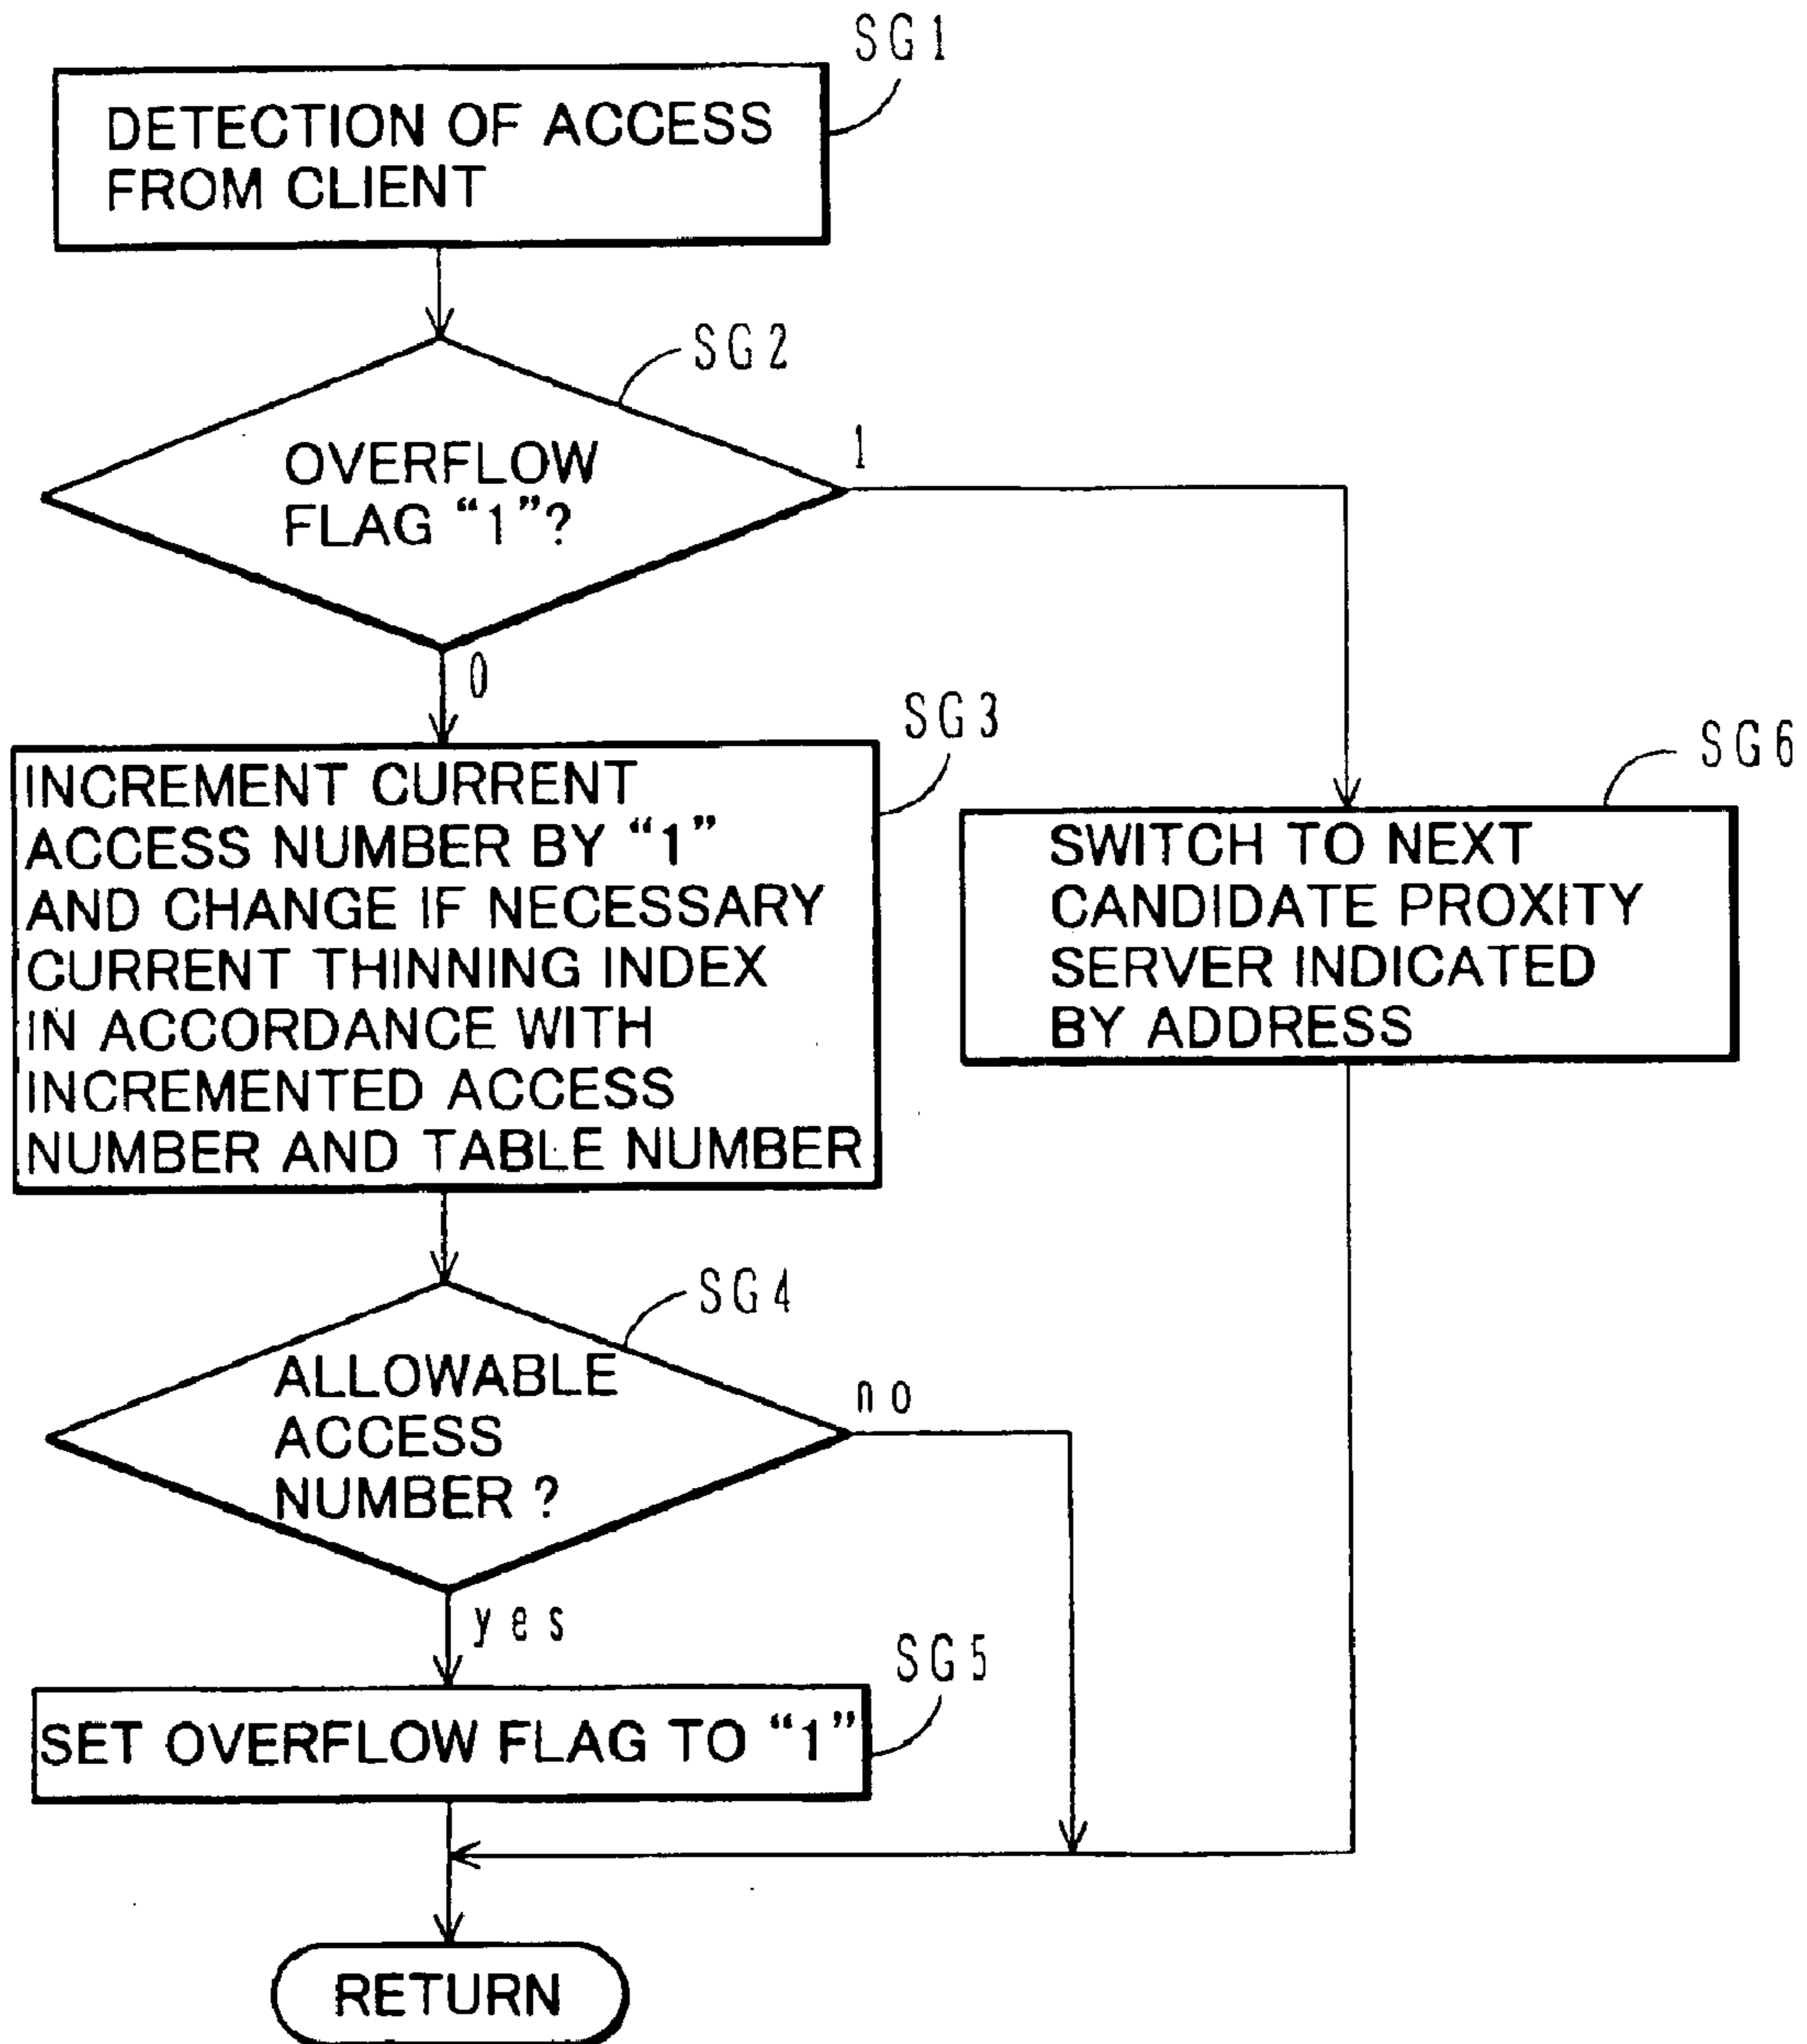 SG1
DETECTION OF ACCESS
FROM CLIENT
SG2
OVERFLOW
FLAG “1”?
1
0
SG3
INCREMENT CURRENT
ACCESS NUMBER BY “1”
AND CHANGE IF NECESSARY
CURRENT THINNING INDEX
IN ACCORDANCE WITH
INCREMENTED ACCESS
NUMBER AND TABLE NUMBER
SG6
SWITCH TO NEXT
CANDIDATE PROXITY
SERVER INDICATED
BY ADDRESS
SG4
ALLOWABLE
ACCESS
NUMBER ?
no
yes
SG5
SET OVERFLOW FLAG TO “1”
RETURN